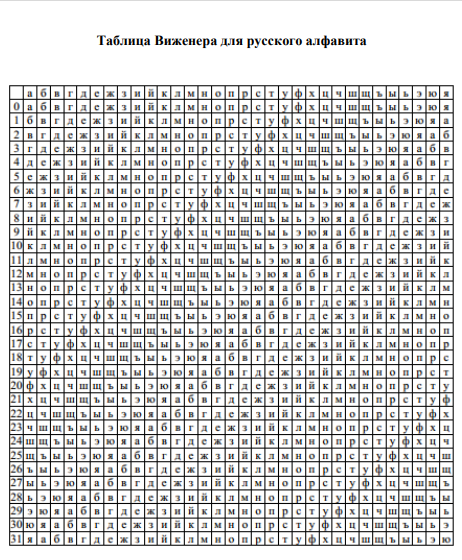 Таблица Виженера для русского алфавита
а б в г д е ж з и й к л м н о п р с т у ф х ц ч ш щ ъ ы ь э ю я
0 а б в г д е ж з и й к л м н о п р с т у ф х ц ч ш щ ъ ы ь э ю я
1 б в г д е ж з и й к л м н о п р с т у ф х ц ч ш щ ъ ы ь э ю я а
2 в г д е ж з и й к л м н о п р с т у ф х ц ч ш щ ъ ы ь э ю я а б
3 г д е ж з и й к л м н о п р с т у ф х ц ч ш щ ъ ы ь э ю я а б в
4 д е ж з и й к л м н о п р с т у ф х ц ч ш щ ъ ы ь э ю я а б в г
5 е ж з и й к л м н о п р с т у ф х ц ч ш щ ъ ы ь э ю я а б в г д
6 ж з и й к л м н о п р с т у ф х ц ч ш щ ъ ы ь э ю я а б в г д е
7 з и й к л м н о п р с т у ф х ц ч ш щ ъ ы ь э ю я а б в г д е ж
8 и й к л м н о п р с т у ф х ц ч ш щ ъ ы ь э ю я а б в г д е ж з
9 й к л м н о п р с т у ф х ц ч ш щ ъ ы ь э ю я а б в г д е ж з и
10 к л м н о п р с т у ф х ц ч ш щ ъ ы ь э ю я а б в г д е ж з и й
11 л м н о п р с т у ф х ц ч ш щ ъ ы ь э ю я а б в г д е ж з и й к
12 м н о п р с т у ф х ц ч ш щ ъ ы ь э ю я а б в г д е ж з и й к л
13 н о п р с т у ф х ц ч ш щ ъ ы ь э ю я а б в г д е ж з и й к л м
14 о п р с т у ф х ц ч ш щ ъ ы ь э ю я а б в г д е ж з и й к л м н
15 п р с т у ф х ц ч ш щ ъ ы ь э ю я а б в г д е ж з и й к л м н о
16 р с т у ф х ц ч ш щ ъ ы ь э ю я а б в г д е ж з и й к л м н о п
17 с т у ф х ц ч ш щ ъ ы ь э ю я а б в г д е ж з и й к л м н о п р
18 т у ф х ц ч ш щ ъ ы ь э ю я а б в г д е ж з и й к л м н о п р с
19 у ф х ц ч ш щ ъ ы ь э ю я а б в г д е ж з и й к л м н о п р с т
20 ф х ц ч ш щ ъ ы ь э ю я а б в г д е ж з и й к л м н о п р с т у
21 х ц ч ш щ ъ ы ь э ю я а б в г д е ж з и й к л м н о п р с т у ф
22 ц ч ш щ ъ ы ь э ю я а б в г д е ж з и й к л м н о п р с т у ф х
23 ч ш щ ъ ы ь э ю я а б в г д е ж з и й к л м н о п р с т у ф х ц
24 ш щ ъ ы ь э ю я а б в г д е ж з и й к л м н о п р с т у ф х ц ч
25 щ ъ ы ь э ю я а б в г д е ж з и й к л м н о п р с т у ф х ц ч ш
26 ъ ы ь э ю я а б в г д е ж з и й к л м н о п р с т у ф х ц ч ш щ
27 ы ь э ю я а б в г д е ж з и й к л м н о п р с т у ф х ц ч ш щ ъ
28 ь э ю я а б в г д е ж з и й к л м н о п р с т у ф х ц ч ш щ ъ ы
29 э ю я а б в г д е ж з и й к л м н о п р с т у ф х ц ч ш щ ъ ы ь
30 ю я а б в г д е ж з и й к л м н о п р с т у ф х ц ч ш щ ъ ы ь э
31 я а б в г д е ж з и й к л м н о п р с т у ф х ц ч ш щ ъ ы ь э ю